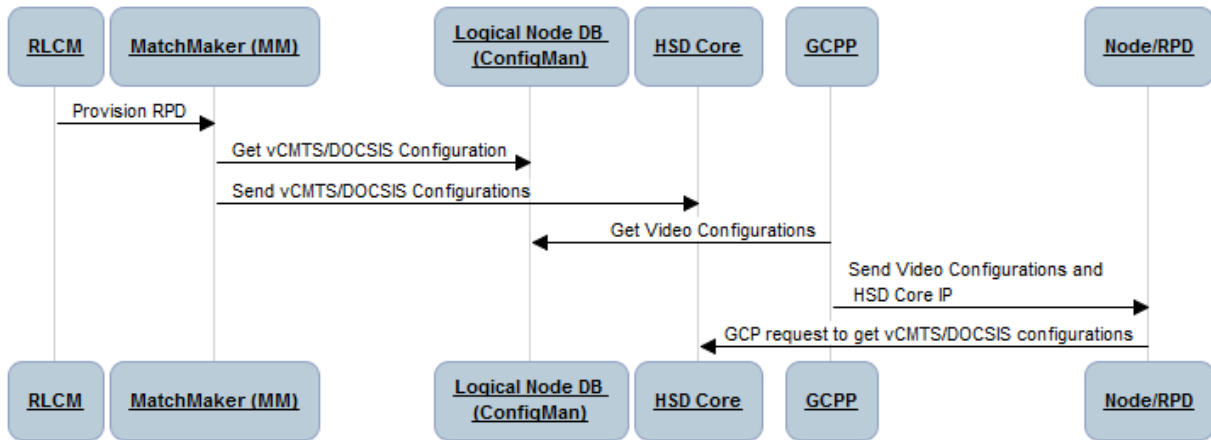 RLCM
MatchMaker (MM)
Logical Node DB
(ConfigMan)
HSD Core
GCPP
Node/RPD
Provision RPD
Get vCMTS/DOCSIS Configuration
Send vCMTS/DOCSIS Configurations
Get Video Configurations
Send Video Configurations and
HSD Core IP
GCP request to get vCMTS/DOCSIS configurations
RLCM
MatchMaker (MM)
Logical Node DB
(ConfigMan)
HSD Core
GCPP
Node/RPD